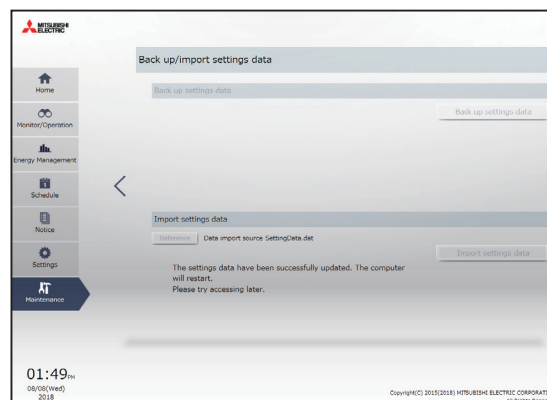 MITSUBISHI
ELECTRIC
Back up/import settings data
Home
Monitor/Operation
Energy Management
Schedule
Notice
Settings
Maintenance
Back up settings data
Back up settings data
Import settings data
Reference Data import source SettingData.dat
Import settings data
The settings data have been successfully updated. The computer
will restart.
Please try accessing later.
01:49PM
08/08(Wed)
2018
Copyright(C) 2015(2018) MITSUBISHI ELECTRIC CORPORATI
All Rights